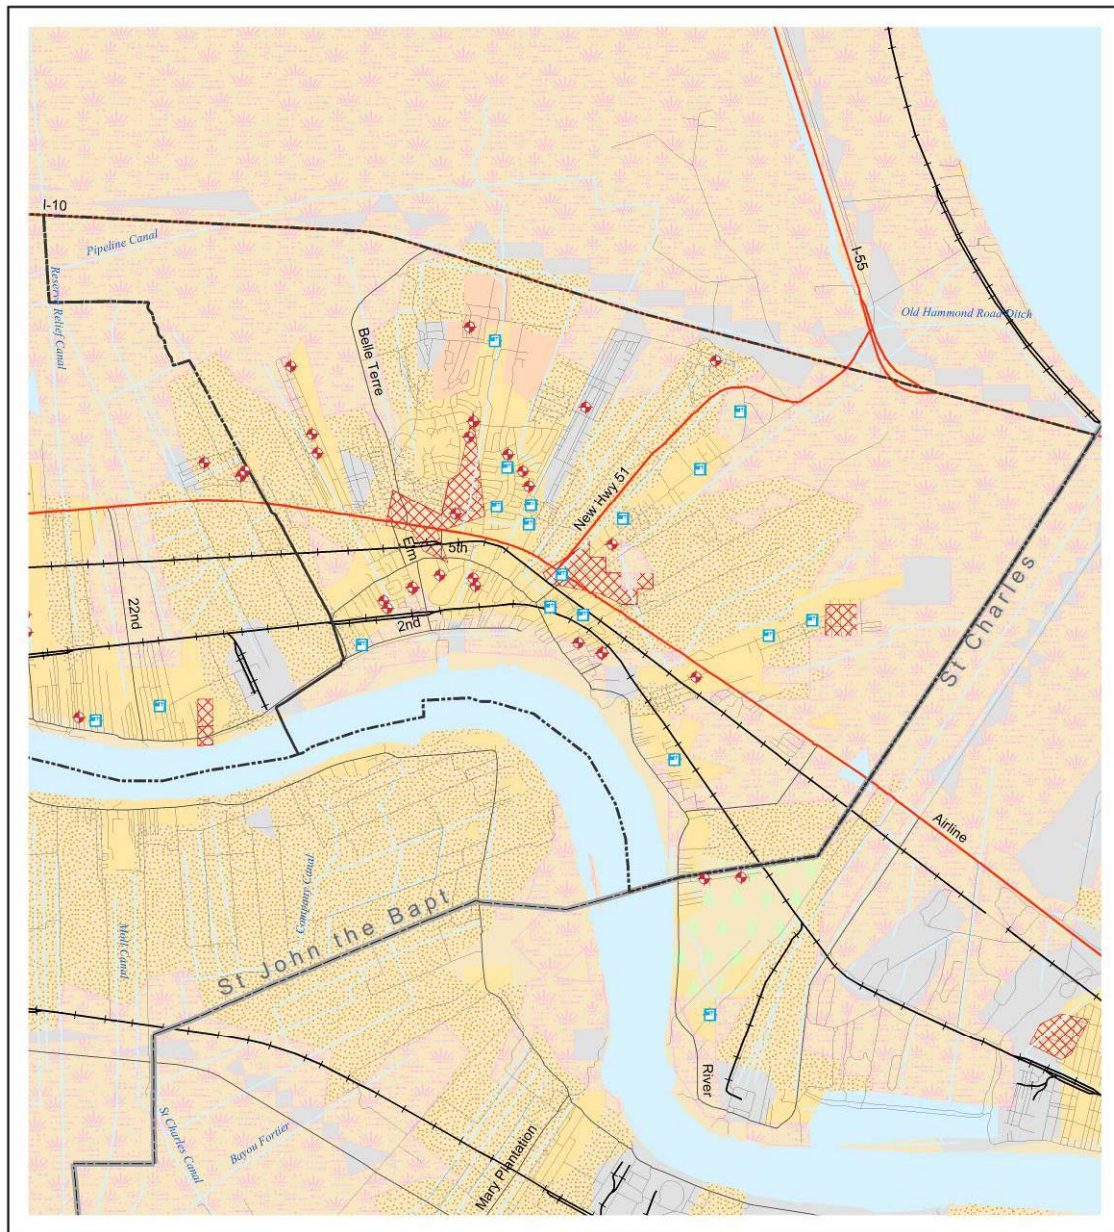 I-10
Pipeline Canal
Reserve Relief Canal
I-55
Old Hammond Road Ditch
Belle Terre
New Hwy 51
Elm
5th
22nd
2nd
St Charles
Airline
Company Canal
Moll Canal
St John the Bapt
River
St Charles Canal
Bayou Fortier
Mary Plantation